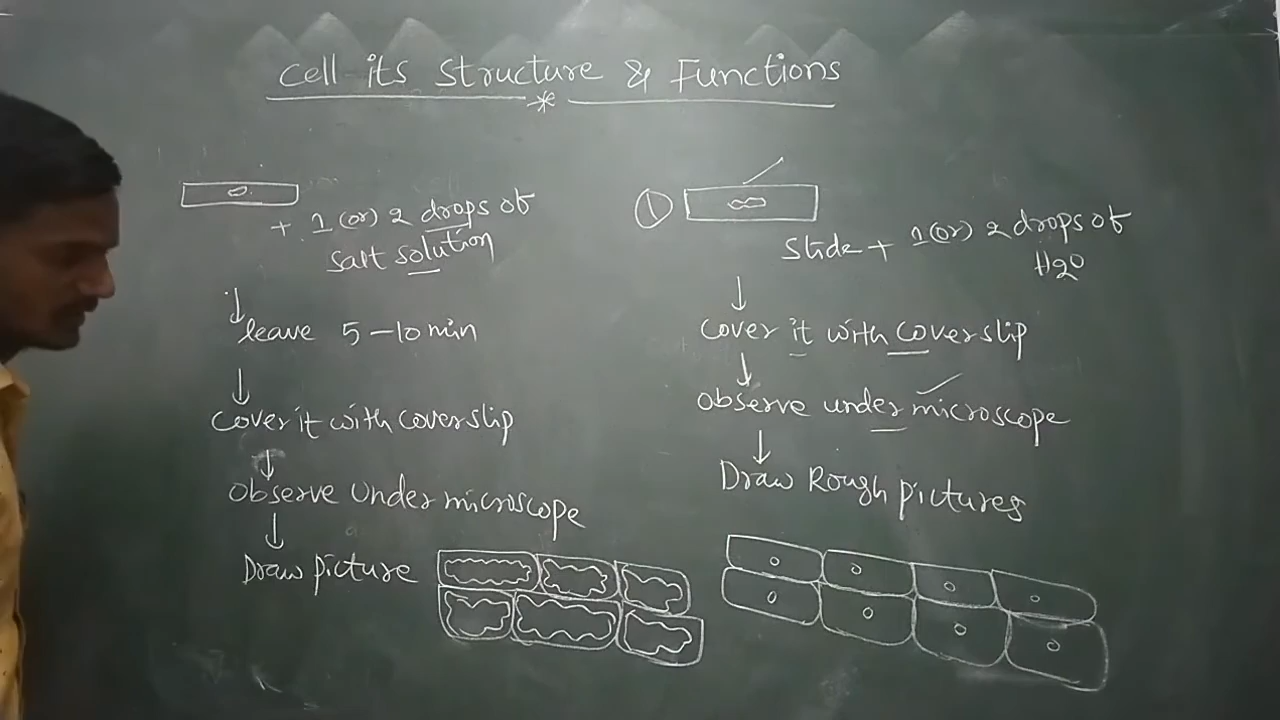 Cell its Structure & Functions
+ 1 (or) 2 drops of
salt solution
↓
leave 5-10 min
↓
Cover it with coverslip
↓
Observe Under microscope
↓
Draw picture
①
Slide + 1 (or) 2 drops of
H2O
↓
Cover it with coverslip
↓
Observe under microscope
↓
Draw Rough pictures